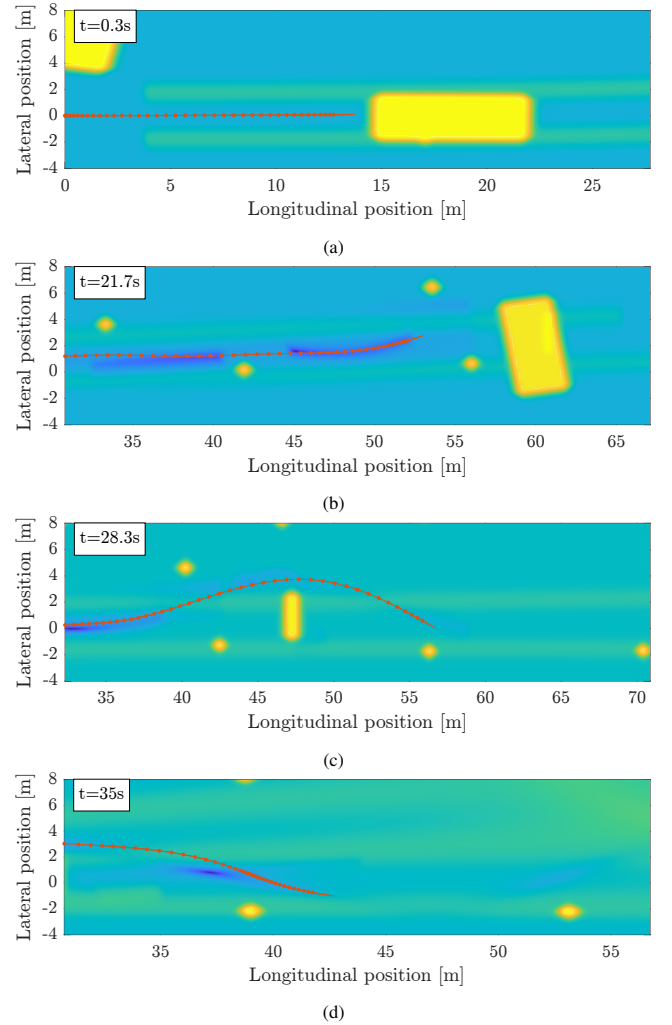 8
6
4
2
0
-2
-4
Lateral position [m]
t=0.3s
0 5 10 15 20 25
Longitudinal position [m]
(a)
8
6
4
2
0
-2
-4
Lateral position [m]
t=21.7s
35 40 45 50 55 60 65
Longitudinal position [m]
(b)
8
6
4
2
0
-2
-4
Lateral position [m]
t=28.3s
35 40 45 50 55 60 65 70
Longitudinal position [m]
(c)
8
6
4
2
0
-2
-4
Lateral position [m]
t=35s
35 40 45 50 55
Longitudinal position [m]
(d)